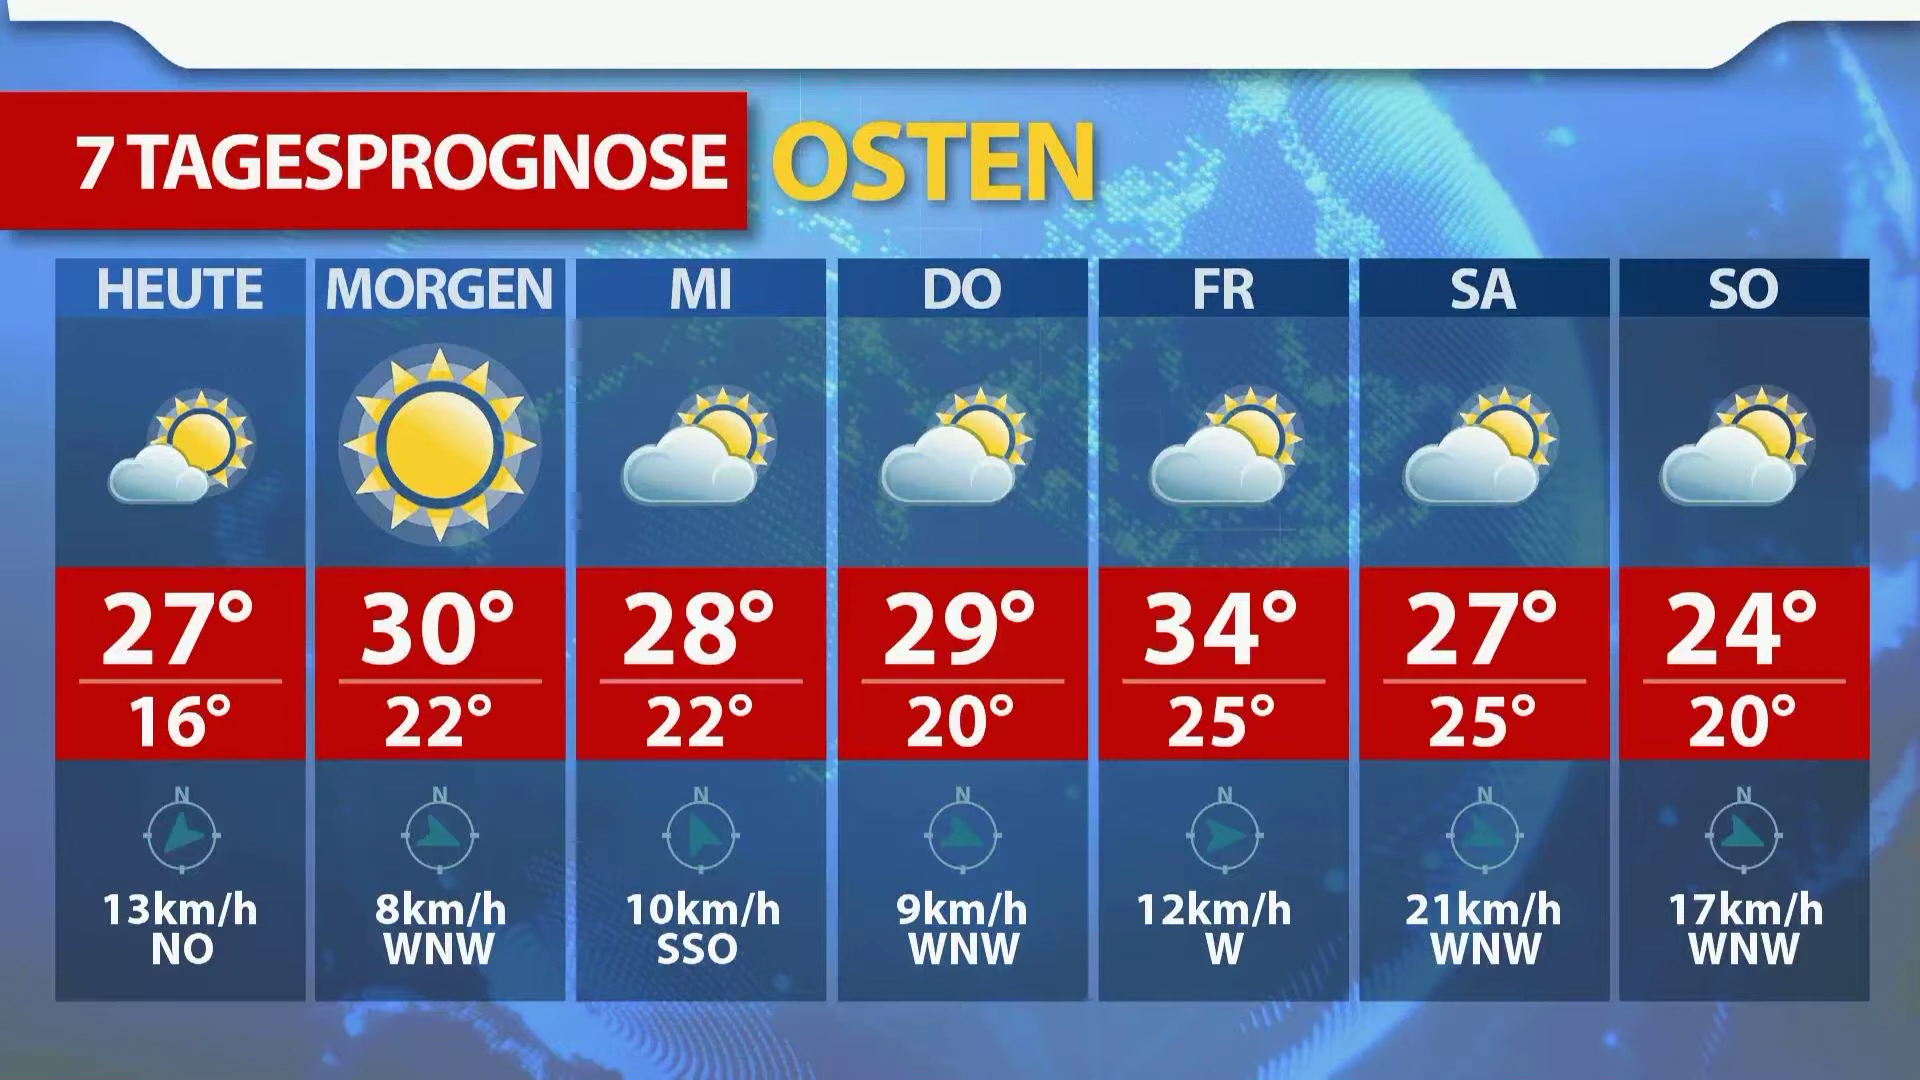 7 TAGESPROGNOSE OSTEN
HEUTE MORGEN MI DO FR SA SO
27° 30° 28° 29° 34° 27° 24°
16° 22° 22° 20° 25° 25° 20°
N N N N N N N
13km/h 8km/h 10km/h 9km/h 12km/h 21km/h 17km/h
NO WNW SSO WNW W WNW WNW